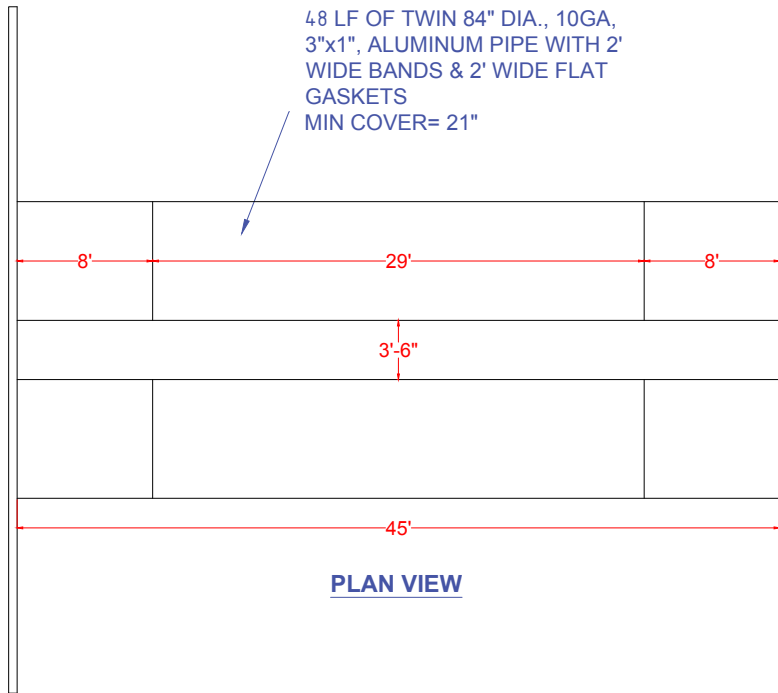 48 LF OF TWIN 84" DIA., 10GA,
3"x1", ALUMINUM PIPE WITH 2'
WIDE BANDS & 2' WIDE FLAT
GASKETS
MIN COVER= 21"
8'
29'
8'
3'-6"
45'
PLAN VIEW